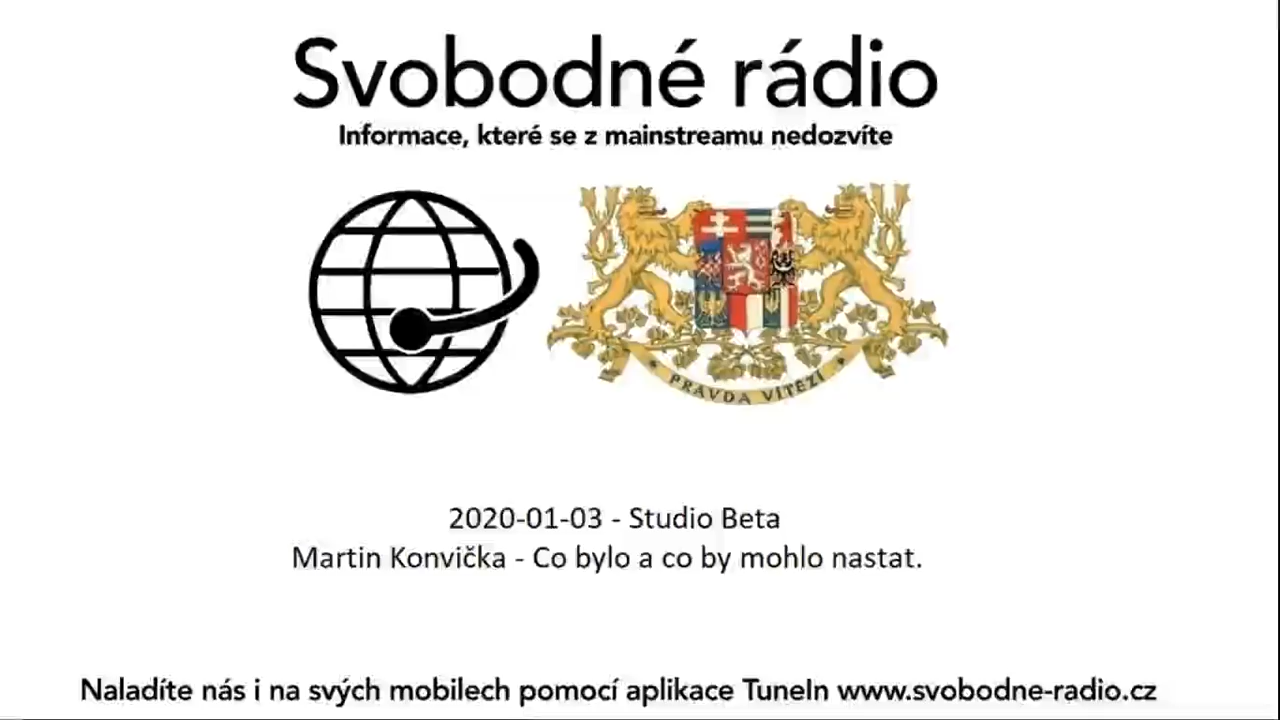 Svobodné rádio
Informace, které se z mainstreamu nedozvíte
PRAVDA VÍTĚZÍ
2020-01-03 - Studio Beta
Martin Konvička - Co bylo a co by mohlo nastat.
Naladíte nás i na svých mobilech pomocí aplikace TuneIn www.svobodne-radio.cz